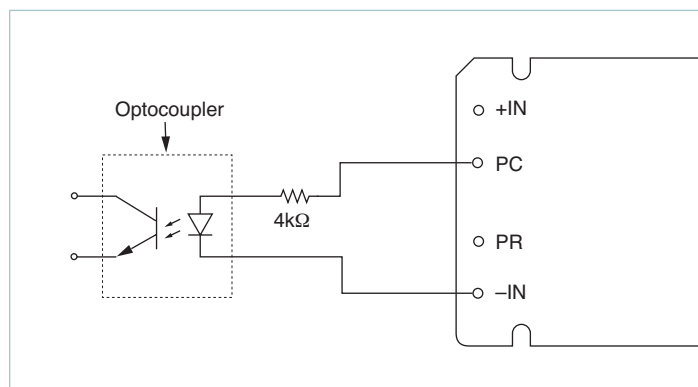 Optocoupler
4kΩ
+IN
PC
PR
–IN